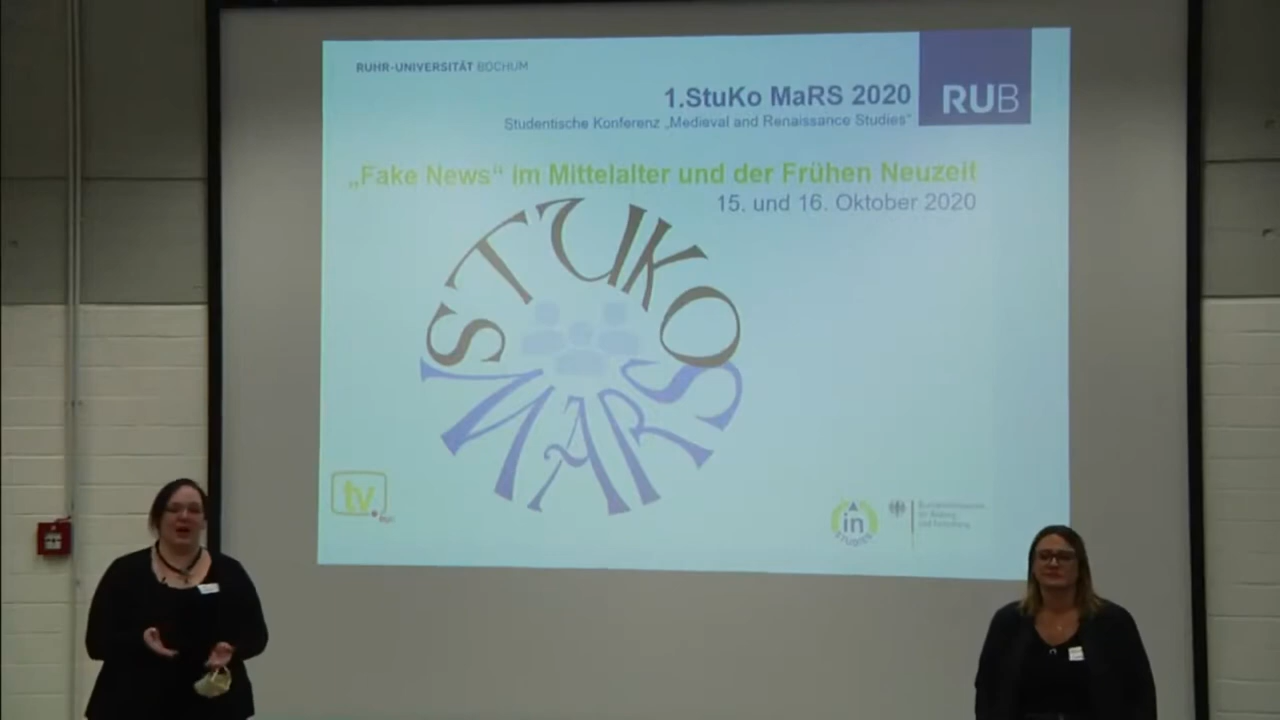 RUHR-UNIVERSITÄT BOCHUM
RUB
1.StuKo MaRS 2020
Studentische Konferenz „Medieval and Renaissance Studies“
„Fake News“ im Mittelalter und der Frühen Neuzeit
15. und 16. Oktober 2020
STUKO
MARS
tv.
in
STUDIES